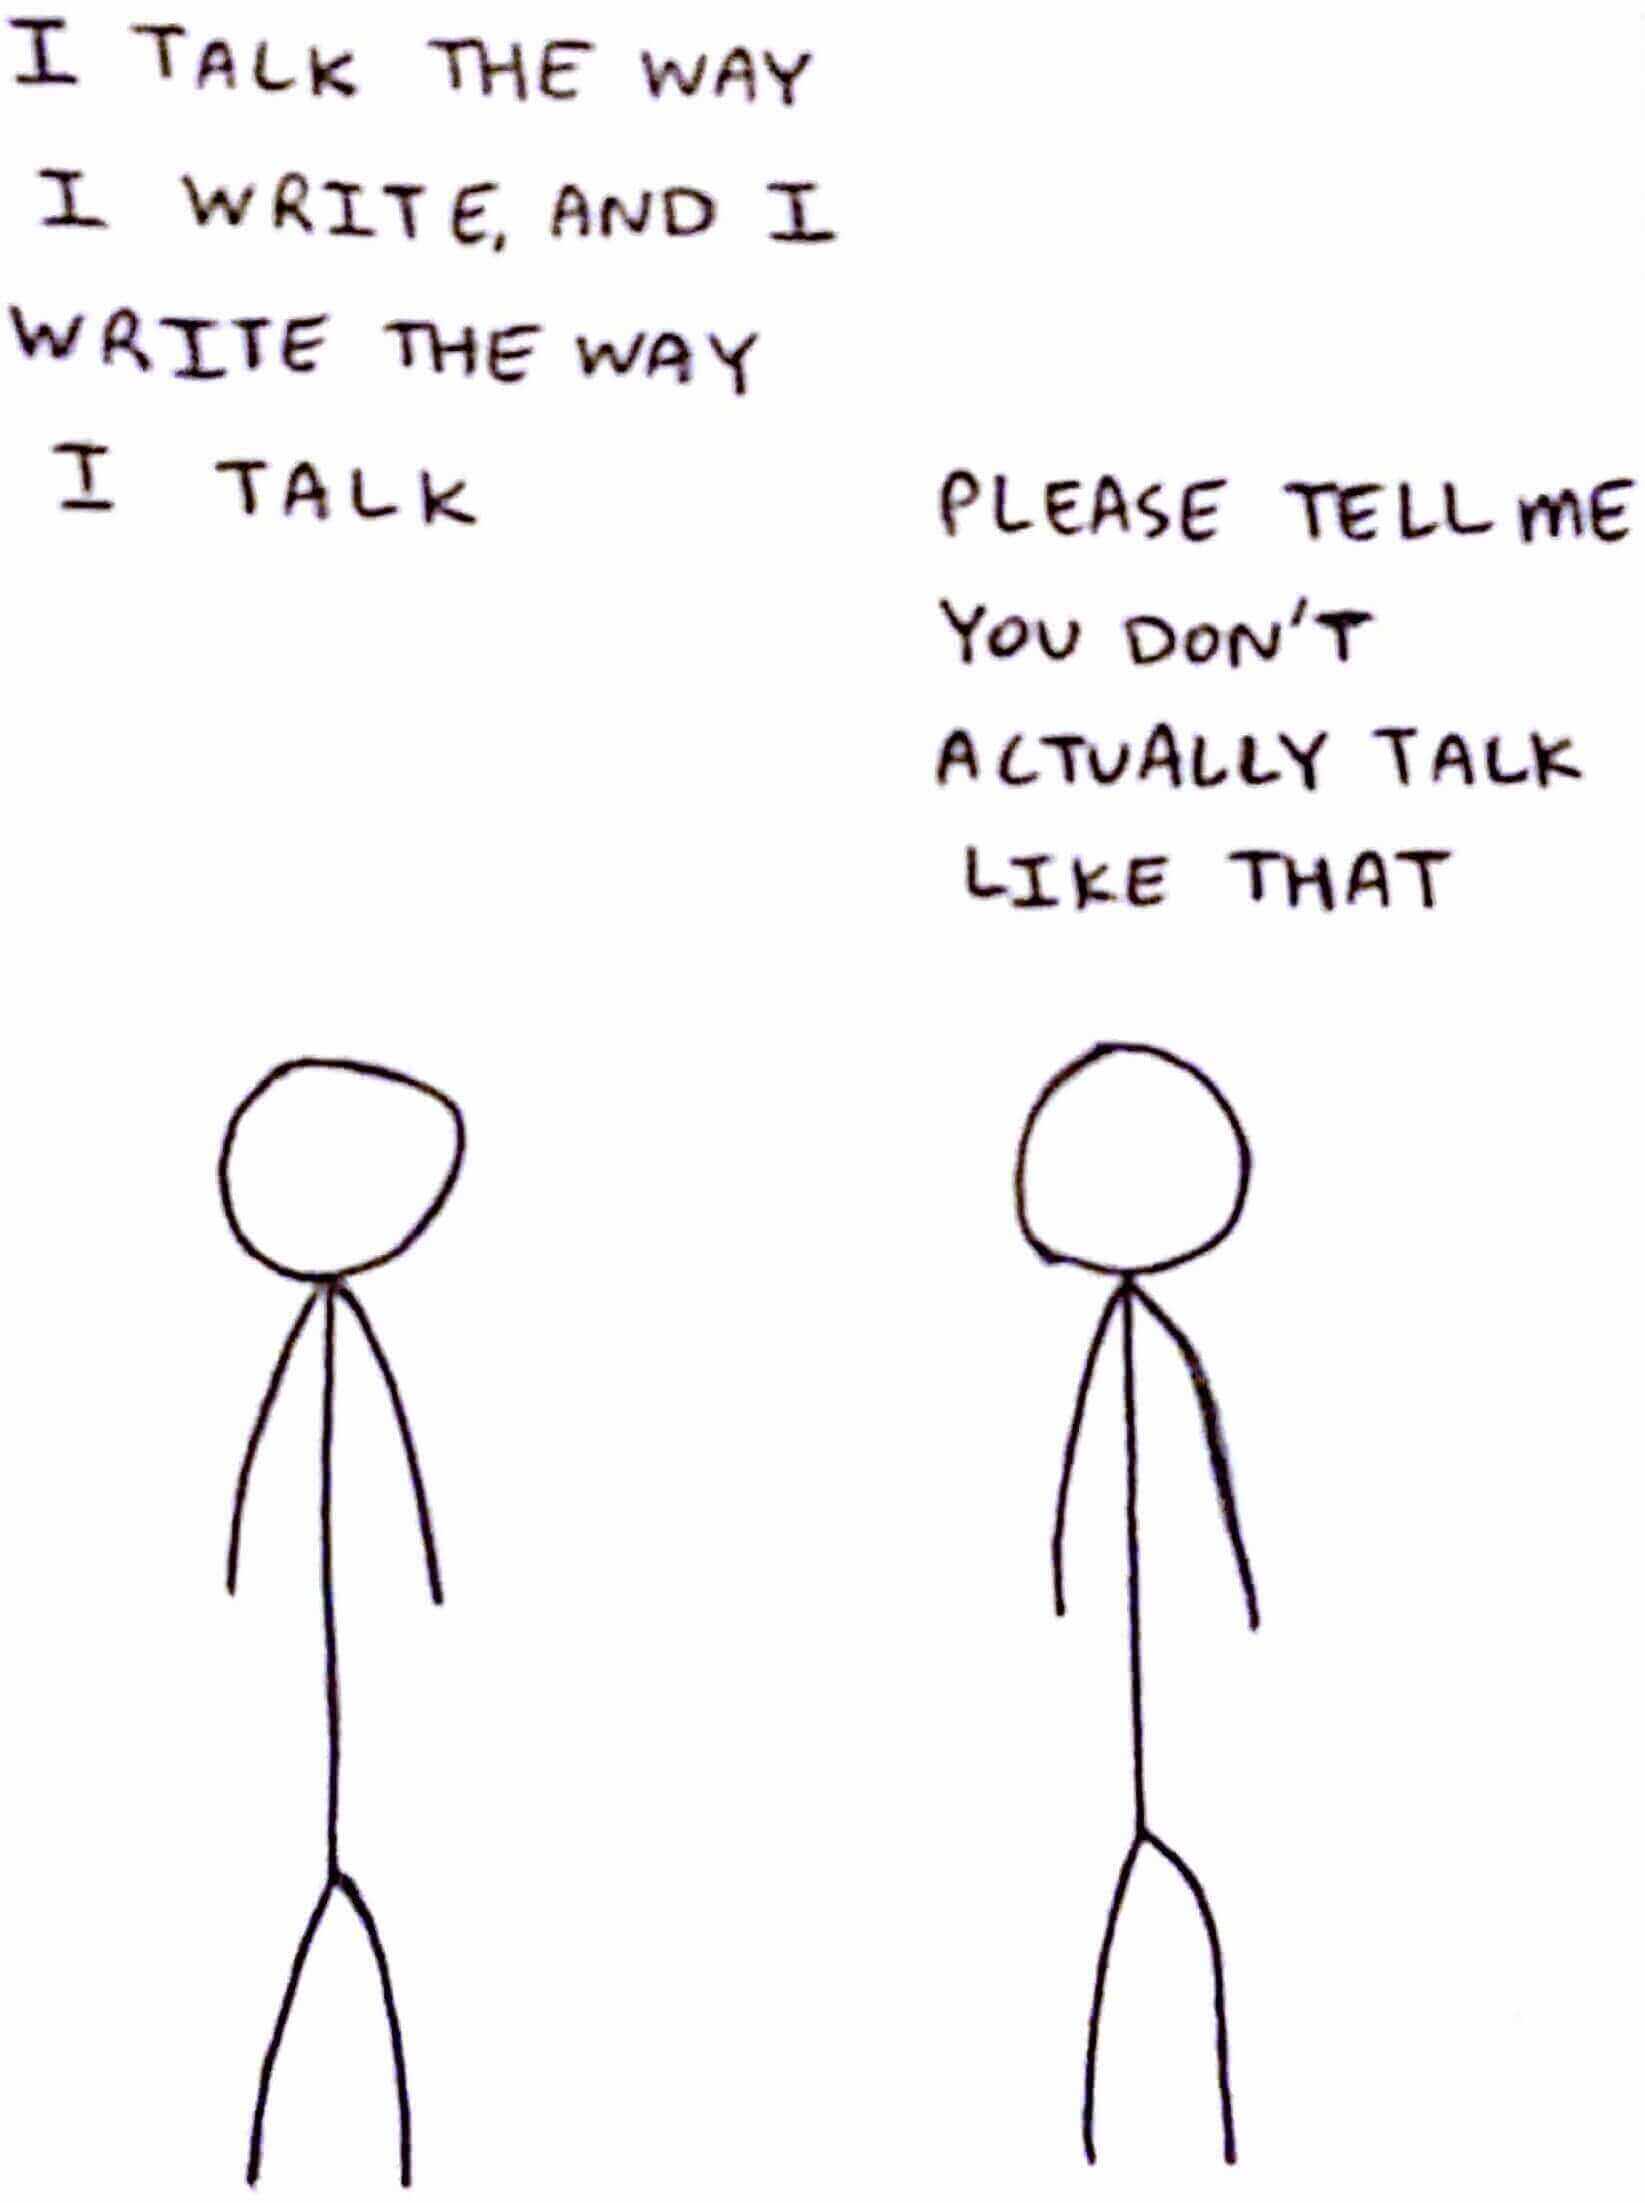 I TALK THE WAY
I WRITE, AND I
WRITE THE WAY
I TALK
PLEASE TELL mE
YOU DON'T
ACTUALLY TALK
LIKE THAT